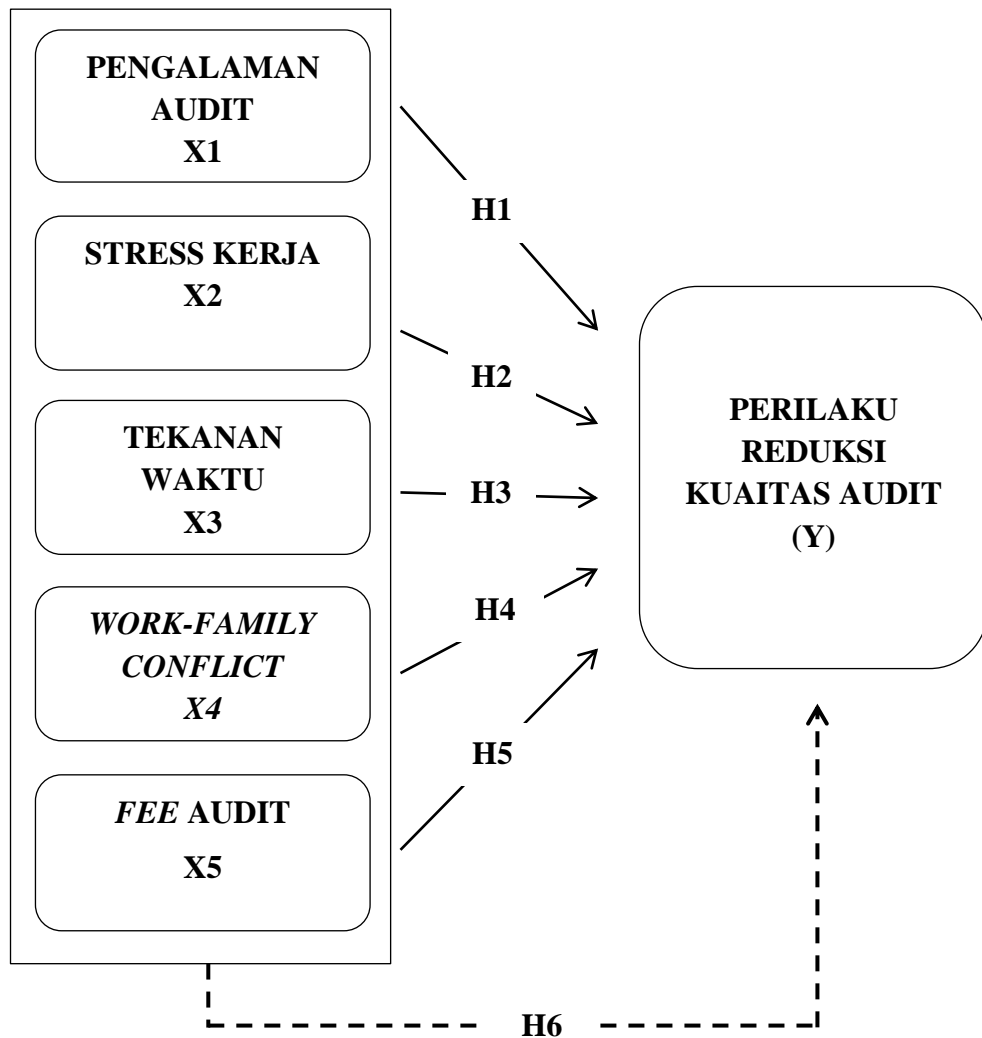 PENGALAMAN
AUDIT
X1
H1
STRESS KERJA
X2
H2
TEKANAN
WAKTU
X3
H3
WORK-FAMILY
CONFLICT
X4
H4
FEE AUDIT
X5
H5
PERILAKU
REDUKSI
KUAITAS AUDIT
(Y)
H6